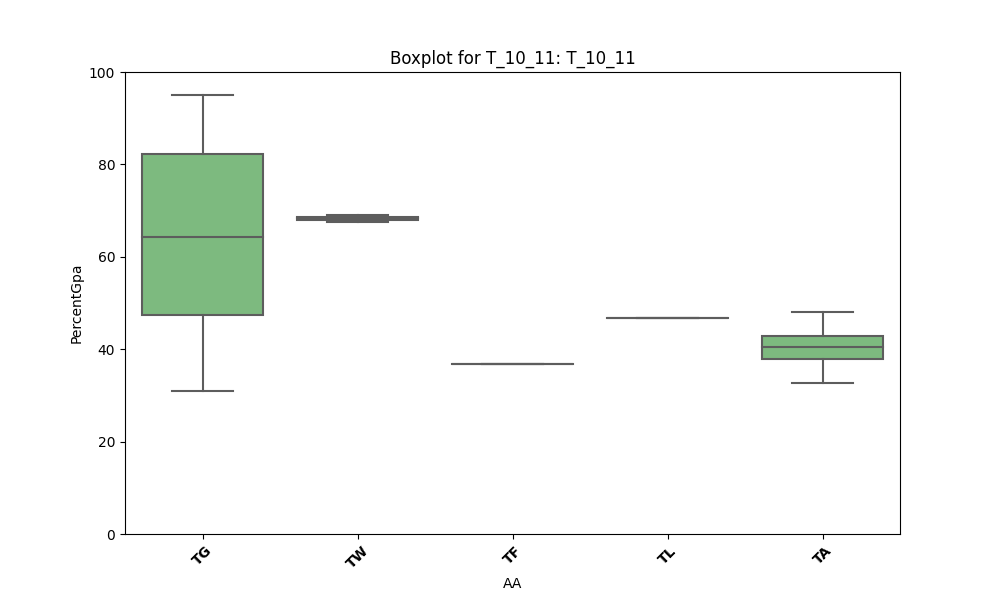 Boxplot for T_10_11: T_10_11
100
80
60
40
20
0
PercentGpa
TG
TW
TF
TL
TA
AA